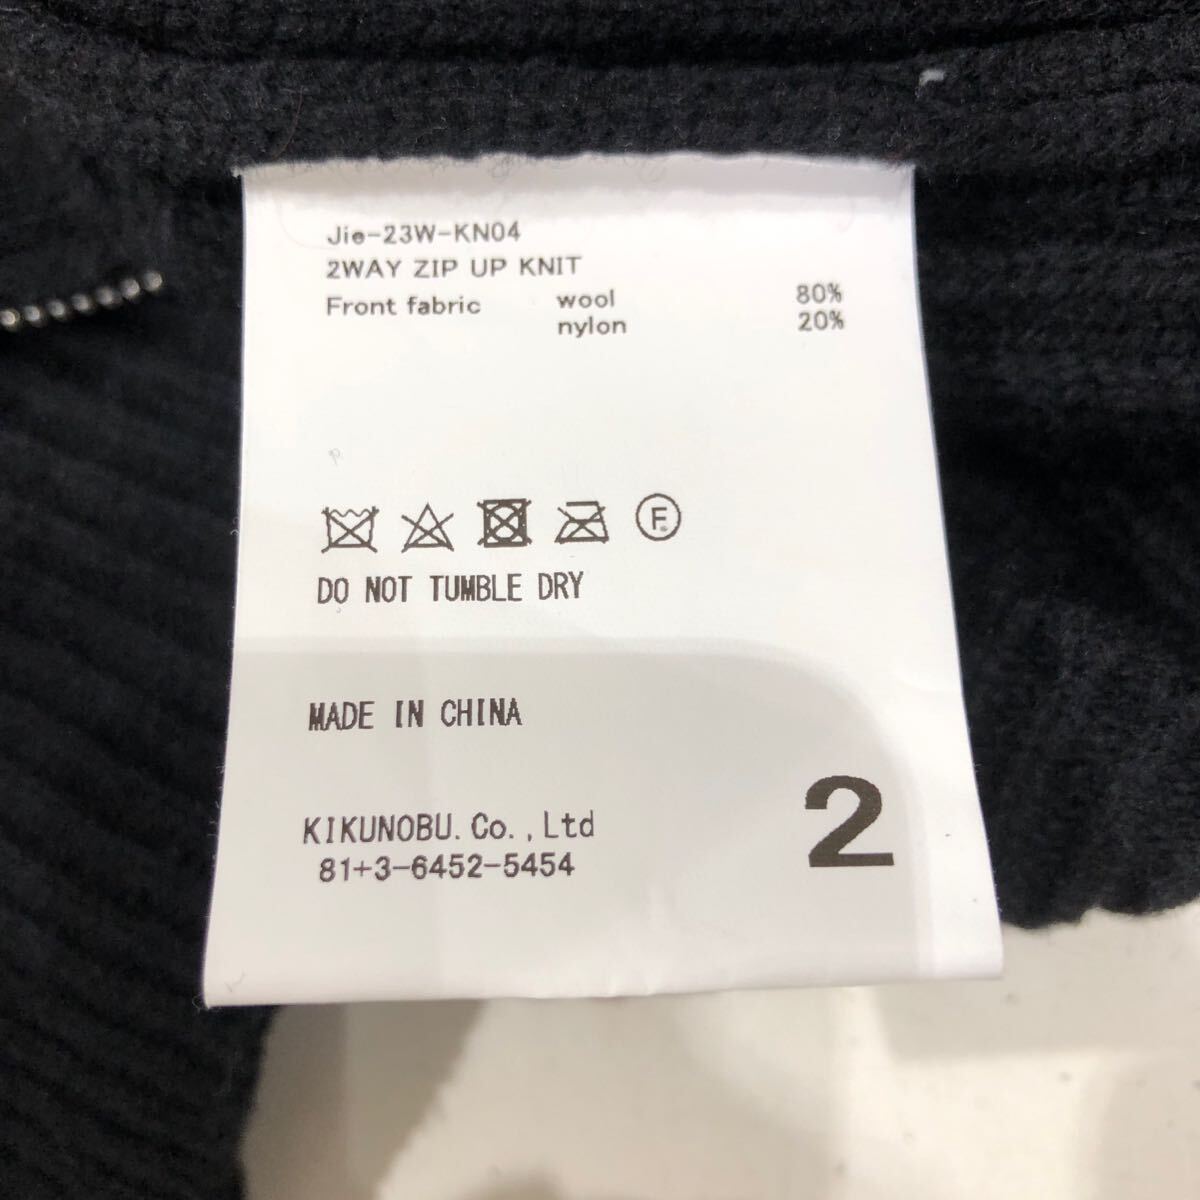 Jie-23W-KN04
2WAY ZIP UP KNIT
Front fabric wool 80%
nylon 20%
F
DO NOT TUMBLE DRY
MADE IN CHINA
2
KIKUNOBU.Co.,Ltd
81+3-6452-5454